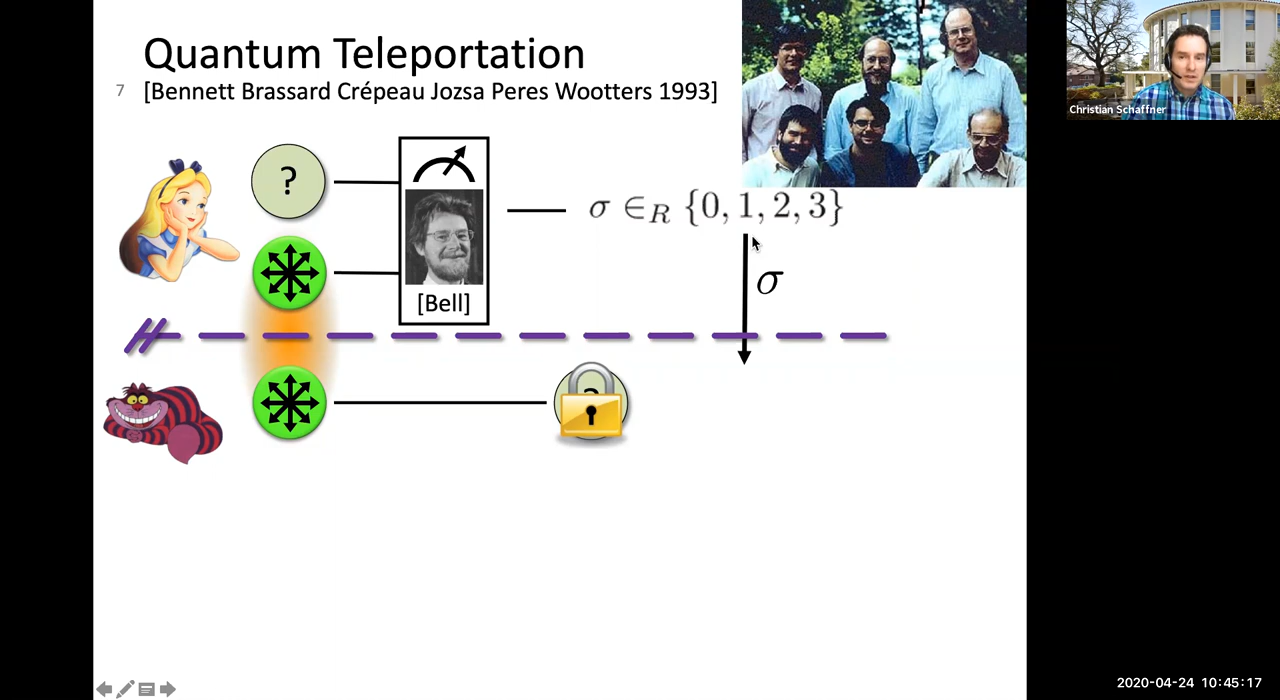 Quantum Teleportation
7
[Bennett Brassard Crépeau Jozsa Peres Wootters 1993]
Christian Schaffner
?
σ ∈R {0, 1, 2, 3}
σ
[Bell]
2020-04-24 10:45:17